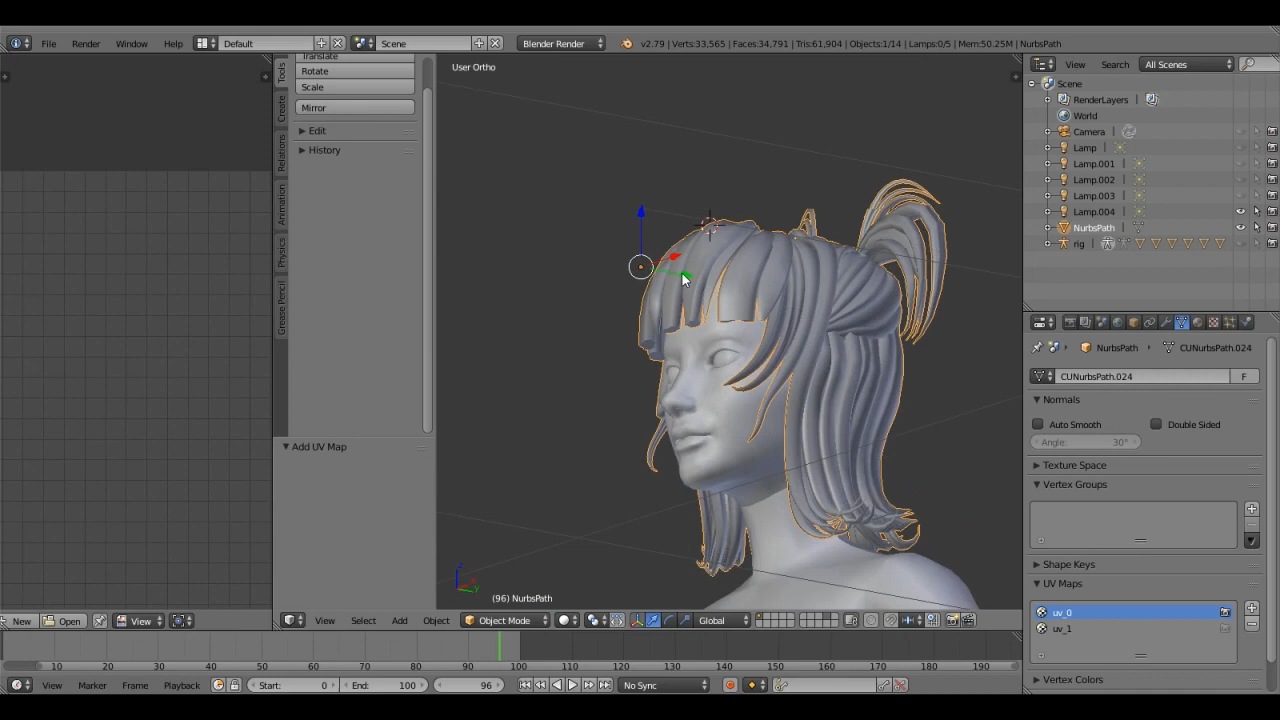 File Render Window Help Default Scene Blender Render v2.79 | Verts:33,565 | Faces:34,791 | Tris:61,904 | Objects:1/14 | Lamps:0/5 | Mem:50.25M | NurbsPath
Translate
Rotate
Scale
Mirror
Edit
History
Add UV Map
Tools
Create
Relations
Animation
Physics
Grease Pencil
User Ortho
(96) NurbsPath
View Search All Scenes
Scene
RenderLayers
World
Camera
Lamp
Lamp.001
Lamp.002
Lamp.003
Lamp.004
NurbsPath
rig
NurbsPath CUNurbsPath.024
CUNurbsPath.024 F
Normals
Auto Smooth Double Sided
Angle: 30°
Texture Space
Vertex Groups
Shape Keys
UV Maps
uv_0
uv_1
Vertex Colors
New Open View
View Select Add Object Object Mode Global
10 20 30 40 50 60 70 80 90 100 110 120 130 140 150 160 170 180 190
View Marker Frame Playback Start: 0 End: 100 96 No Sync